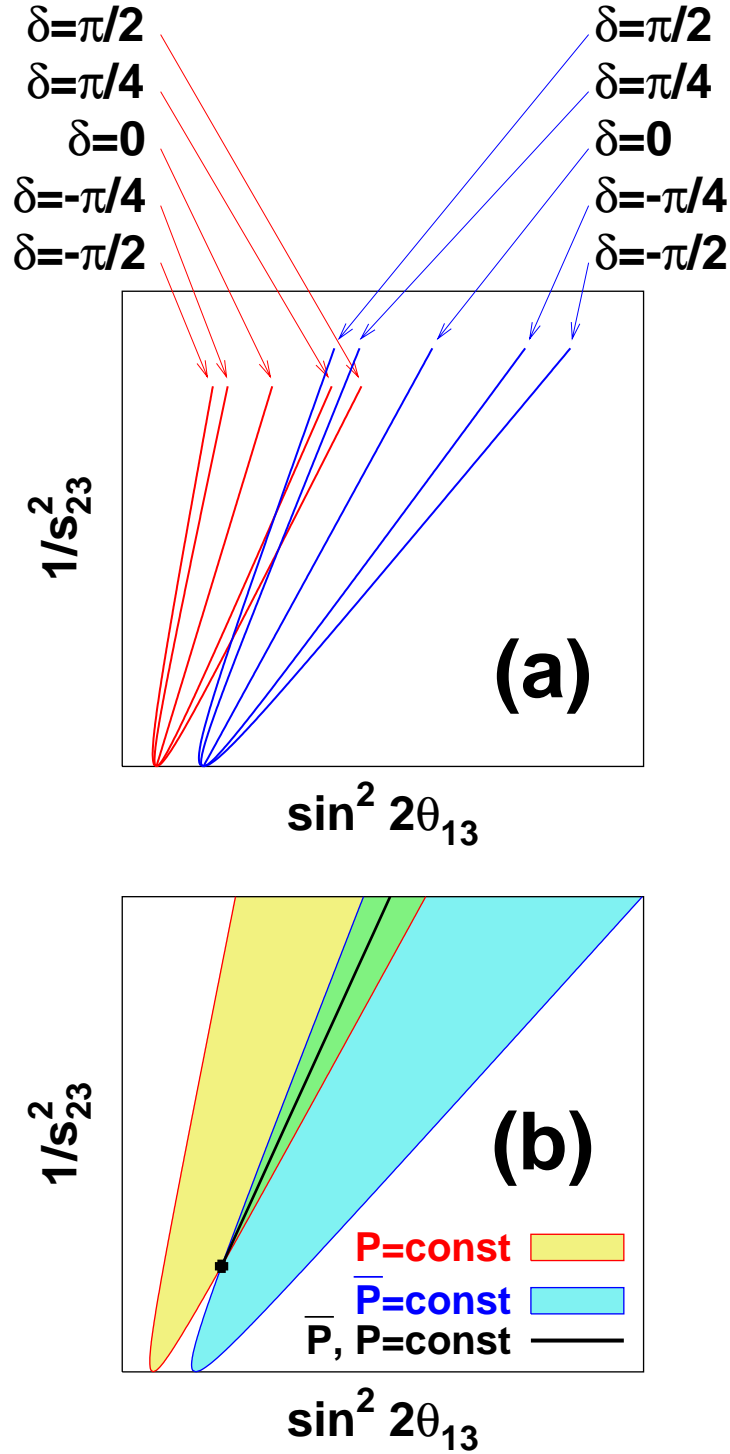 δ=π/2 δ=π/2
δ=π/4 δ=π/4
δ=0 δ=0
δ=-π/4 δ=-π/4
δ=-π/2 δ=-π/2
1/s²₂₃
(a)
sin² 2θ₁₃
1/s²₂₃
(b)
P=const
P̅=const
P̅, P=const
sin² 2θ₁₃